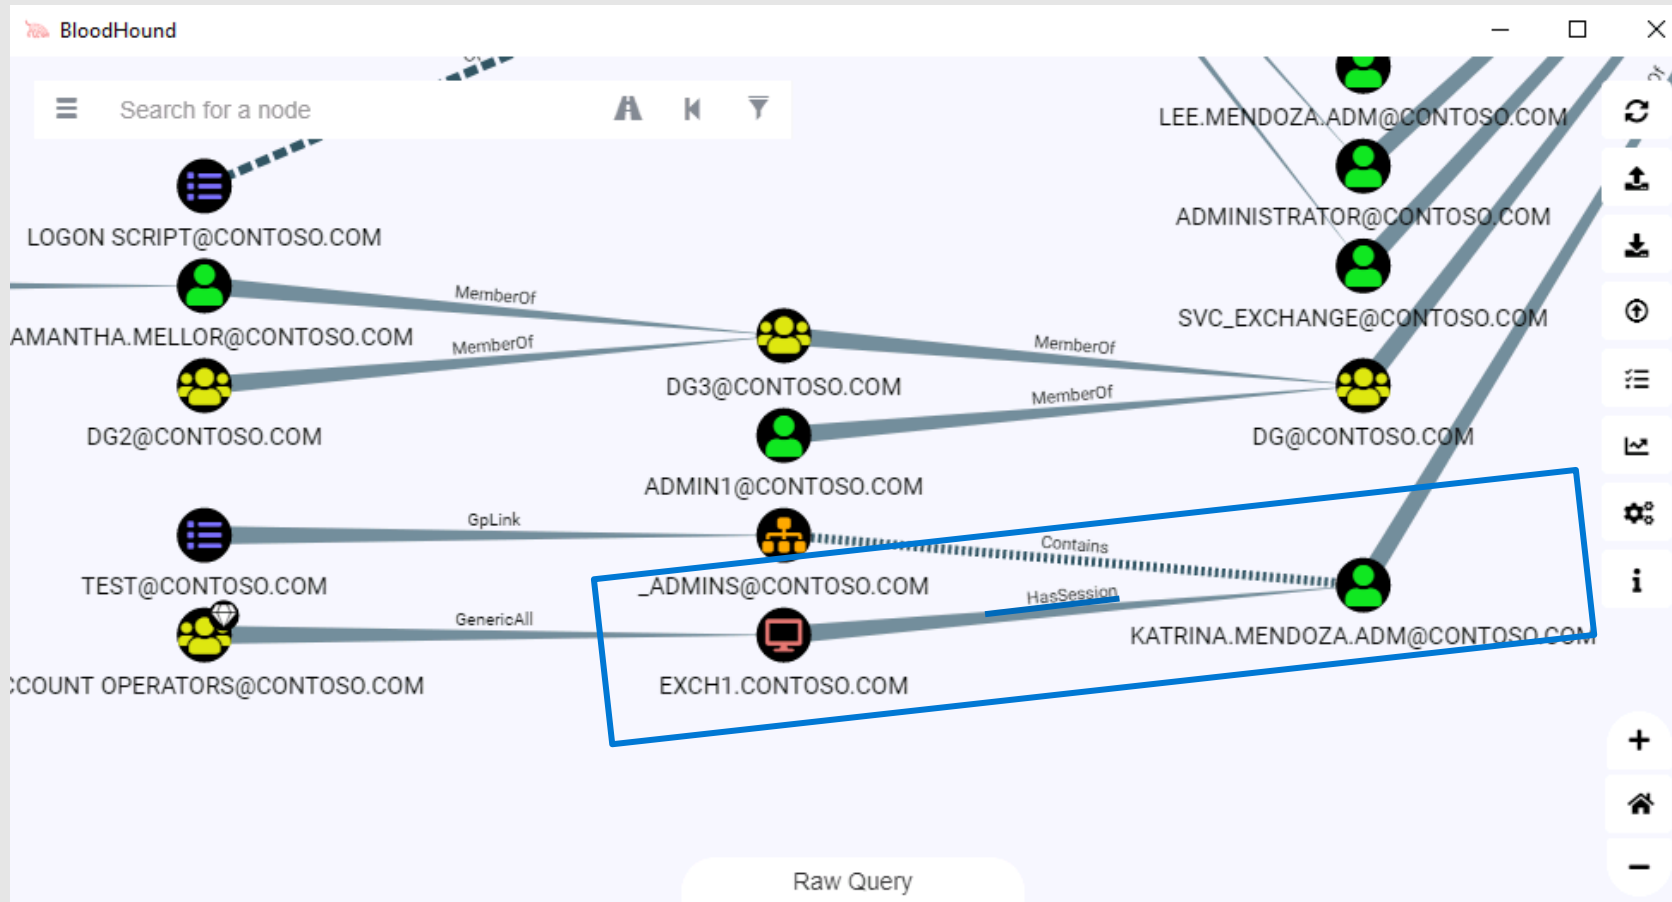 BloodHound
Search for a node
LEE.MENDOZA.ADM@CONTOSO.COM
ADMINISTRATOR@CONTOSO.COM
LOGON SCRIPT@CONTOSO.COM
MemberOf
SVC_EXCHANGE@CONTOSO.COM
AMANTHA.MELLOR@CONTOSO.COM
MemberOf
MemberOf
DG3@CONTOSO.COM
MemberOf
DG2@CONTOSO.COM
DG@CONTOSO.COM
ADMIN1@CONTOSO.COM
GpLink
Contains
TEST@CONTOSO.COM
_ADMINS@CONTOSO.COM
HasSession
GenericAll
KATRINA.MENDOZA.ADM@CONTOSO.COM
CCOUNT OPERATORS@CONTOSO.COM
EXCH1.CONTOSO.COM
Raw Query